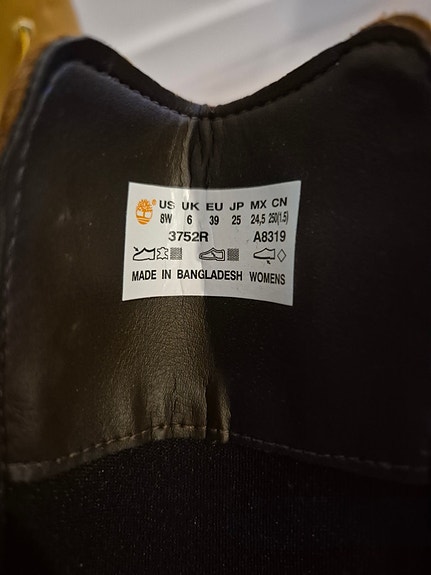 US UK EU JP MX CN
8W 6 39 25 24,5 250(1.5)
3752R A8319
MADE IN BANGLADESH WOMENS